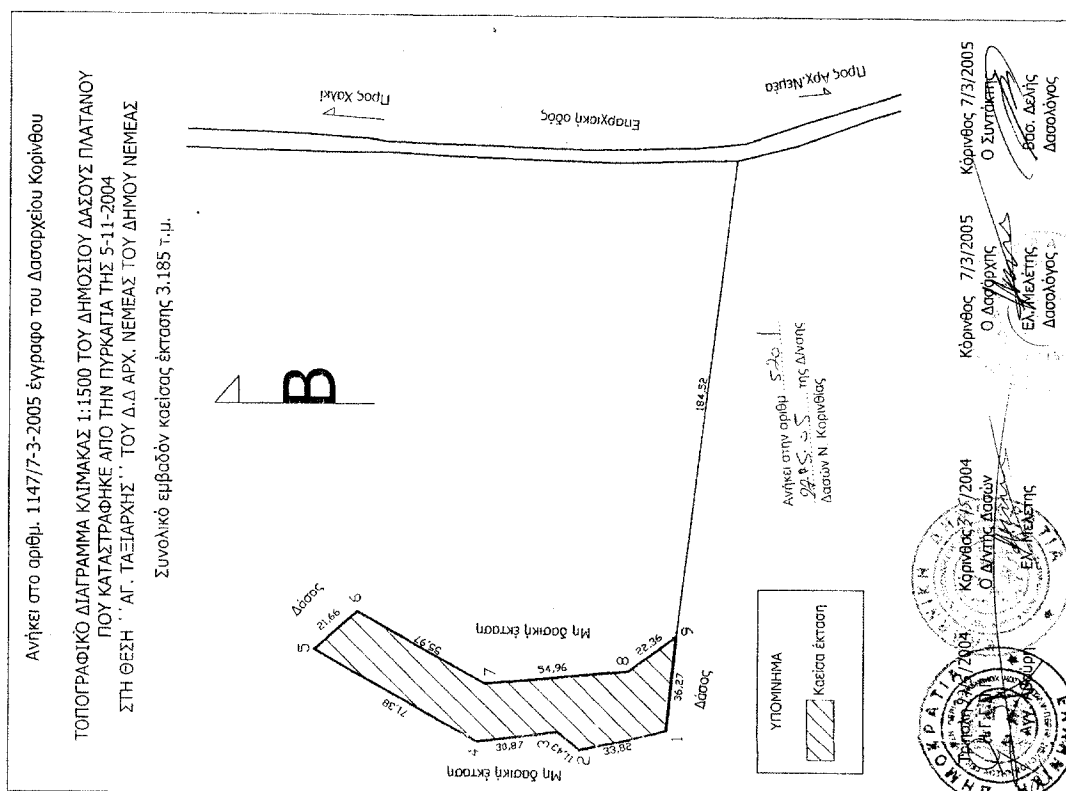 Ανήκει στο αριθμ. 1147/7-3-2005 έγγραφο του Δασαρχείου Κορίνθου
ΤΟΠΟΓΡΑΦΙΚΟ ΔΙΑΓΡΑΜΜΑ ΚΛΙΜΑΚΑΣ 1:1500 ΤΟΥ ΔΗΜΟΣΙΟΥ ΔΑΣΟΥΣ ΠΛΑΤΑΝΟΥ
ΠΟΥ ΚΑΤΑΣΤΡΑΦΗΚΕ ΑΠΟ ΤΗΝ ΠΥΡΚΑΓΙΑ ΤΗΣ 5-11-2004
ΣΤΗ ΘΕΣΗ ΄΄ ΑΓ. ΤΑΞΙΑΡΧΗΣ΄΄ ΤΟΥ Δ.Δ ΑΡΧ. ΝΕΜΕΑΣ ΤΟΥ ΔΗΜΟΥ ΝΕΜΕΑΣ
Συνολικό εμβαδόν καείσας έκτασης 3.185 τ.μ.
Β
Προς Χαλκί
Επαρχιακή οδός
Προς Αρχ.Νεμέα
Δάσος
5
21,66
6
71,38
55,97
Μη δασική έκταση
7
54,96
8
22,36
9
4
30,87
3
11,43
2
33,82
1
36,27
Μη δασική έκταση
Δάσος
184,52
ΥΠΟΜΝΗΜΑ
Καείσα έκταση
Ανήκει στην αριθμ
της Δ/νσης
Δασών Ν. Κορινθίας
/2004
Κόρινθος /2004
Ο Δ/ντης Δασών
Ελ. Μελέτης
Κόρινθος 7/3/2005
Ο Δασάρχης
Ελ. Μελέτης
Δασολόγος
Κόρινθος 7/3/2005
Ο Συντάκτης
Βασ. Δελής
Δασολόγος